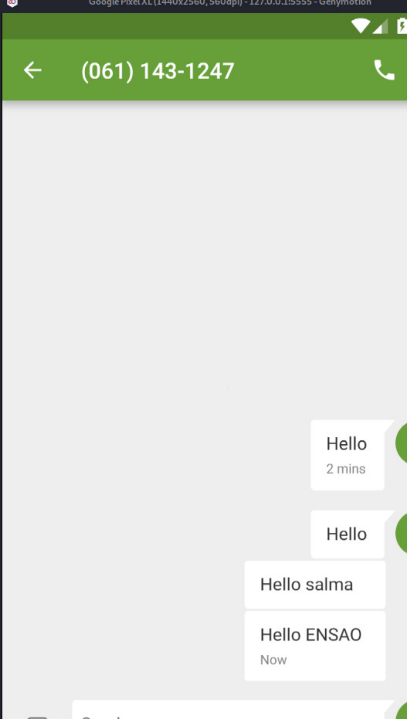 Google Pixel XL (1440x2560, 560dpi) - 127.0.0.1:5555 - Genymotion
(061) 143-1247
Hello
2 mins
Hello
Hello salma
Hello ENSAO
Now